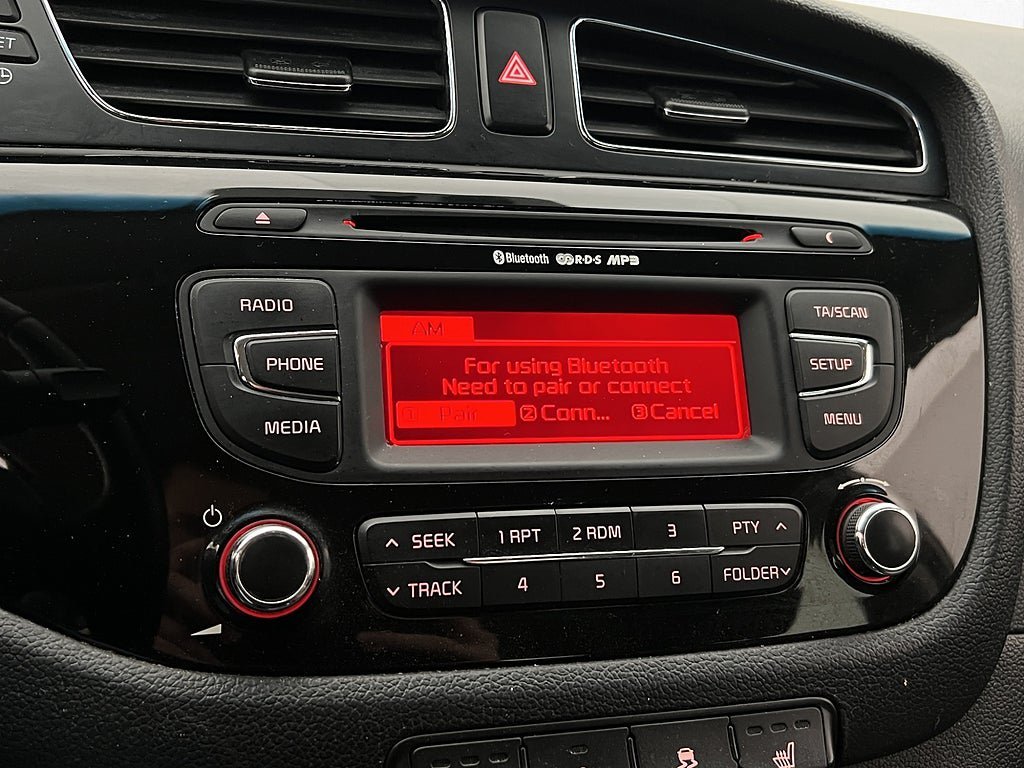 ET
Bluetooth R·D·S MP3
RADIO
PHONE
MEDIA
AM
For using Bluetooth
Need to pair or connect
1 Pair 2 Conn... 3 Cancel
TA/SCAN
SETUP
MENU
SEEK 1 RPT 2 RDM 3 PTY
TRACK 4 5 6 FOLDER